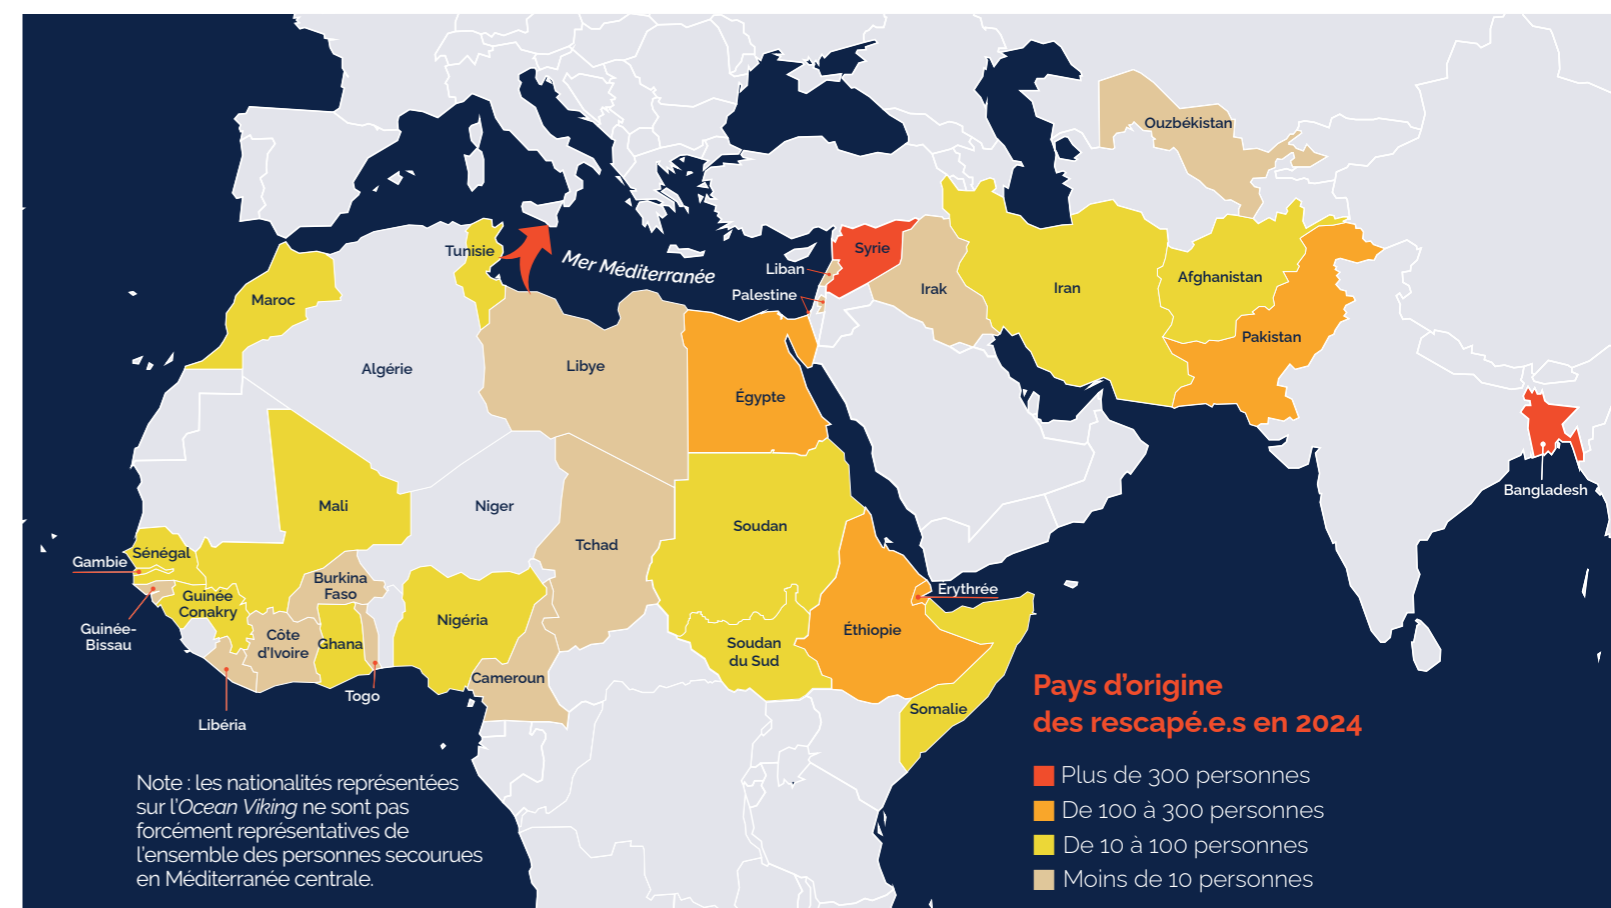 Ouzbékistan
Tunisie
Mer Méditerranée
Syrie
Liban
Palestine
Irak
Iran
Afghanistan
Pakistan
Maroc
Algérie
Libye
Égypte
Bangladesh
Mali
Niger
Tchad
Soudan
Sénégal
Gambie
Guinée-
Bissau
Guinée
Conakry
Burkina
Faso
Côte
d'Ivoire
Ghana
Nigéria
Togo
Libéria
Cameroun
Soudan
du Sud
Éthiopie
Erythrée
Somalie
Pays d'origine
des rescapé.e.s en 2024
Plus de 300 personnes
De 100 à 300 personnes
De 10 à 100 personnes
Moins de 10 personnes
Note : les nationalités représentées
sur l'Ocean Viking ne sont pas
forcément représentatives de
l'ensemble des personnes secourues
en Méditerranée centrale.